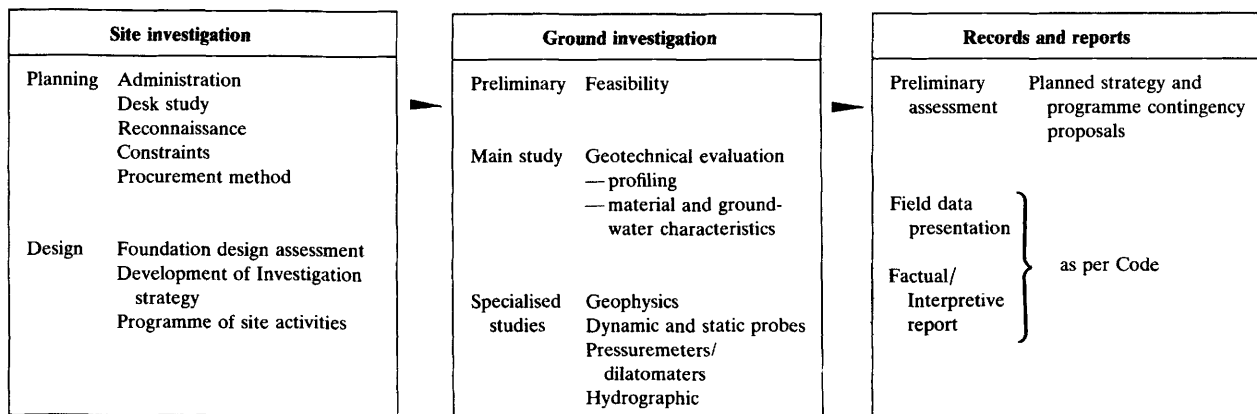 Site investigation
Planning Administration
Desk study
Reconnaissance
Constraints
Procurement method
Design Foundation design assessment
Development of Investigation
strategy
Programme of site activities
Ground investigation
Preliminary Feasibility
Main study Geotechnical evaluation
— profiling
— material and ground-
water characteristics
Specialised Geophysics
studies Dynamic and static probes
Pressuremeters/
dilatomaters
Hydrographic
Records and reports
Preliminary Planned strategy and
assessment programme contingency
proposals
Field data
presentation
as per Code
Factual/
Interpretive
report